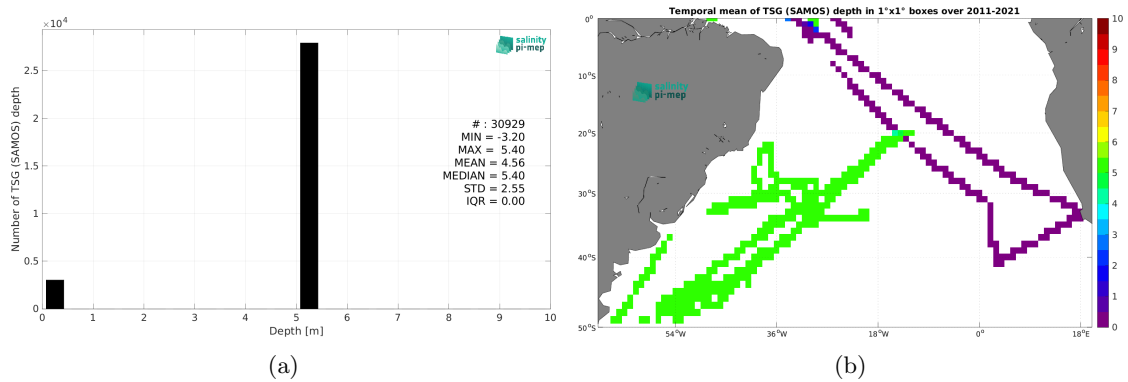 ×10⁴
2.5
2
1.5
1
0.5
0
0 1 2 3 4 5 6 7 8 9 10
Number of TSG (SAMOS) depth
Depth [m]
salinity
pi-mep
# : 30929
MIN = -3.20
MAX = 5.40
MEAN = 4.56
MEDIAN = 5.40
STD = 2.55
IQR = 0.00
(a)
Temporal mean of TSG (SAMOS) depth in 1°x1° boxes over 2011-2021
0°
10°S
20°S
30°S
40°S
50°S
54°W 36°W 18°W 0° 18°E
salinity
pi-mep
10
9
8
7
6
5
4
3
2
1
0
(b)